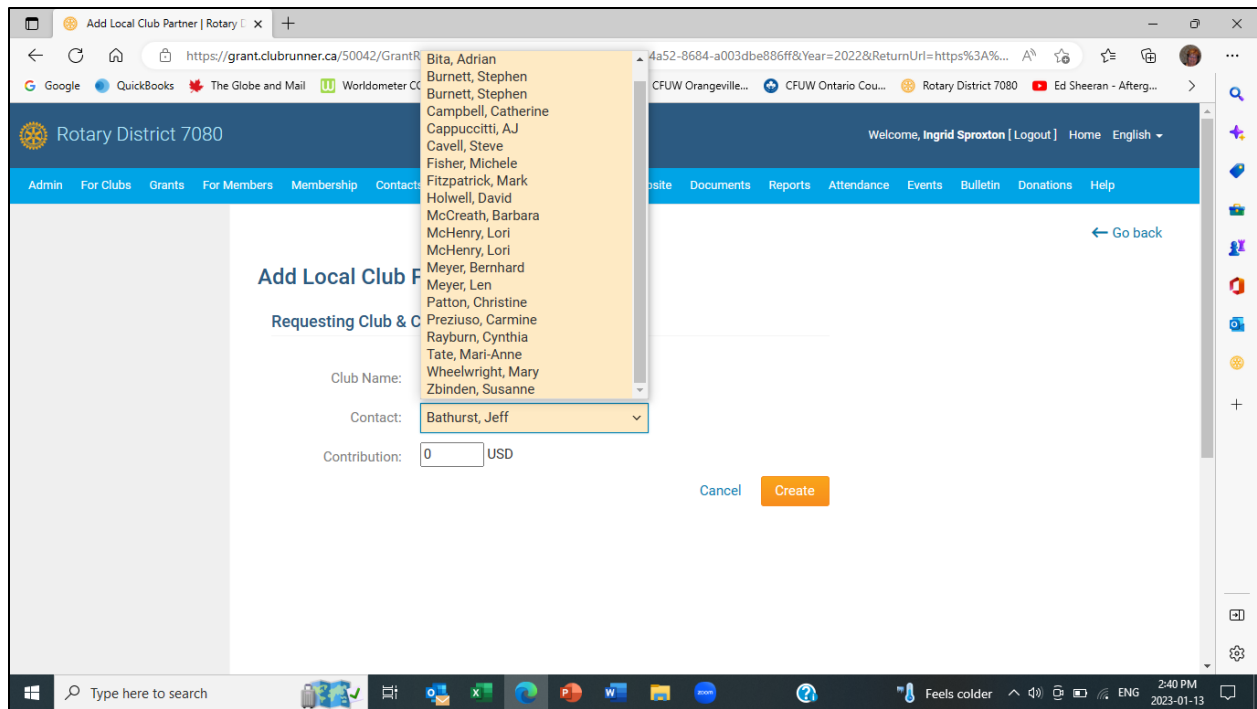 Add Local Club Partner | Rotary D
https://grant.clubrunner.ca/50042/GrantR 4a52-8684-a003dbe886ff&Year=2022&ReturnUrl=https%3A%...
Google QuickBooks The Globe and Mail Worldometer CO CFUW Orangeville... CFUW Ontario Cou... Rotary District 7080 Ed Sheeran - Afterg...
Rotary District 7080
Welcome, Ingrid Sproxton [ Logout ] Home English
Admin For Clubs Grants For Members Membership Contacts bsite Documents Reports Attendance Events Bulletin Donations Help
← Go back
Add Local Club P
Requesting Club & C
Bita, Adrian
Burnett, Stephen
Burnett, Stephen
Campbell, Catherine
Cappuccitti, AJ
Cavell, Steve
Fisher, Michele
Fitzpatrick, Mark
Holwell, David
McCreath, Barbara
McHenry, Lori
McHenry, Lori
Meyer, Bernhard
Meyer, Len
Patton, Christine
Preziuso, Carmine
Rayburn, Cynthia
Tate, Mari-Anne
Wheelwright, Mary
Zbinden, Susanne
Club Name:
Contact: Bathurst, Jeff
Contribution: 0 USD
Cancel Create
Type here to search
Feels colder ENG 2:40 PM
2023-01-13